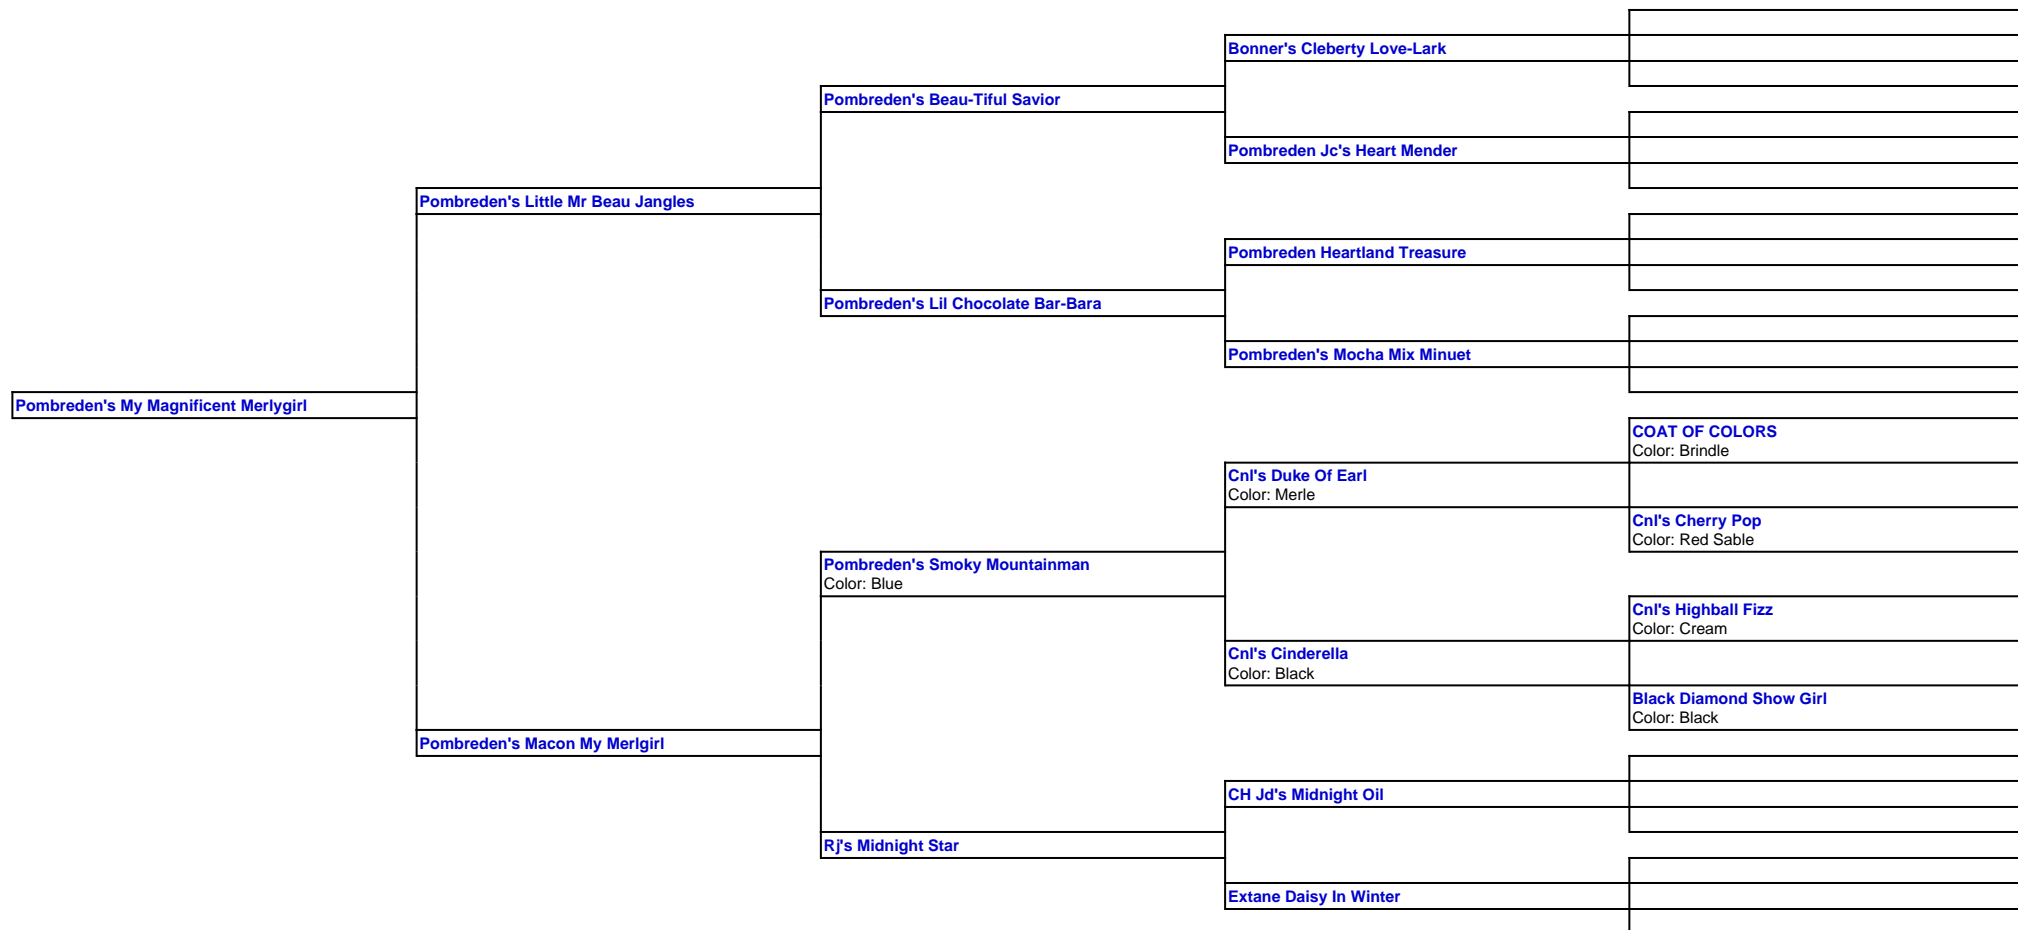 Bonner's Cleberty Love-Lark
Pombreden's Beau-Tiful Savior
Pombreden Jc's Heart Mender
Pombreden's Little Mr Beau Jangles
Pombreden Heartland Treasure
Pombreden's Lil Chocolate Bar-Bara
Pombreden's Mocha Mix Minuet
Pombreden's My Magnificent Merlygirl
COAT OF COLORS
Color: Brindle
Cnl's Duke Of Earl
Color: Merle
Cnl's Cherry Pop
Color: Red Sable
Pombreden's Smoky Mountainman
Color: Blue
Cnl's Highball Fizz
Color: Cream
Cnl's Cinderella
Color: Black
Black Diamond Show Girl
Color: Black
Pombreden's Macon My Merlgirl
CH Jd's Midnight Oil
Rj's Midnight Star
Extane Daisy In Winter